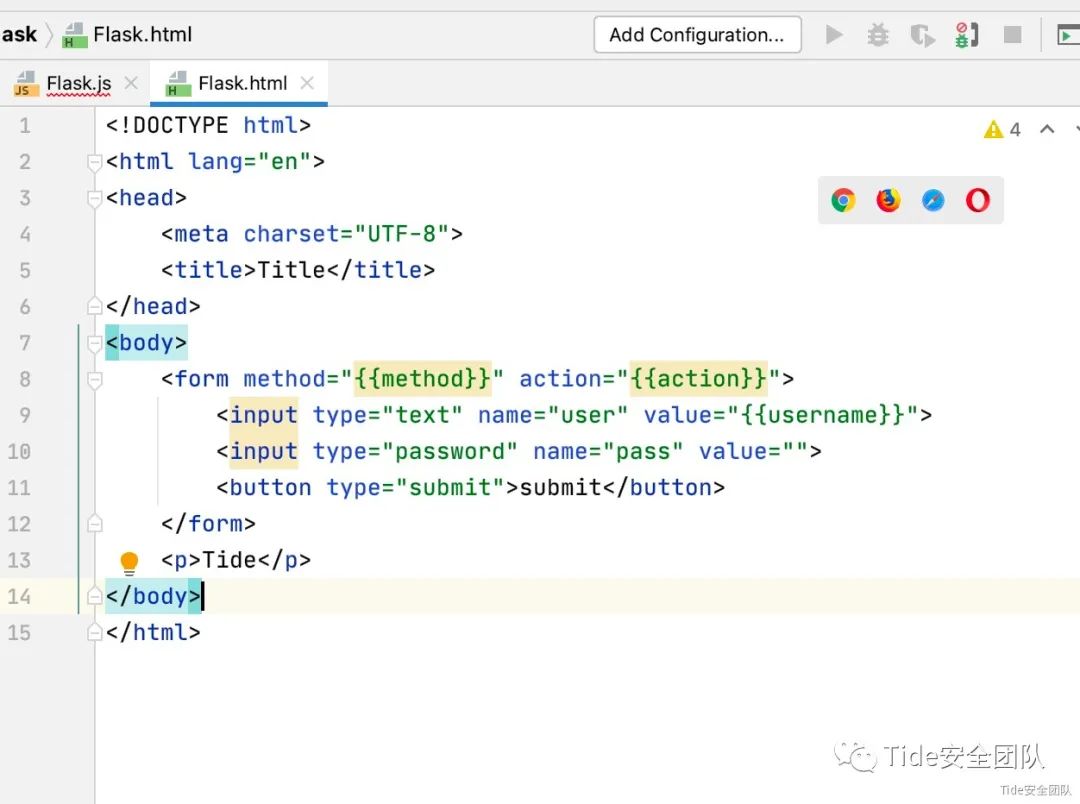 ask Flask.html Add Configuration...
Flask.js Flask.html
1 <!DOCTYPE html>
2 <html lang="en">
3 <head>
4 <meta charset="UTF-8">
5 <title>Title</title>
6 </head>
7 <body>
8 <form method="{{method}}" action="{{action}}">
9 <input type="text" name="user" value="{{username}}">
10 <input type="password" name="pass" value="">
11 <button type="submit">submit</button>
12 </form>
13 <p>Tide</p>
14 </body>
15 </html>
4
Tide安全团队
Tide安全团队